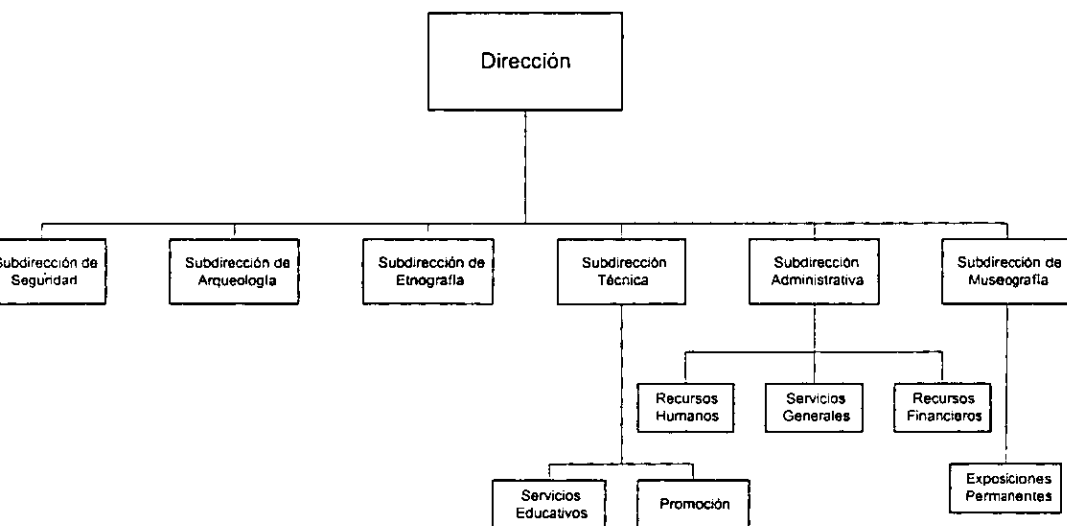 Dirección
Subdirección de
Seguridad
Subdirección de
Arqueología
Subdirección de
Etnografía
Subdirección
Técnica
Subdirección
Administrativa
Subdirección de
Museografía
Recursos
Humanos
Servicios
Generales
Recursos
Financieros
Servicios
Educativos
Promoción
Exposiciones
Permanentes